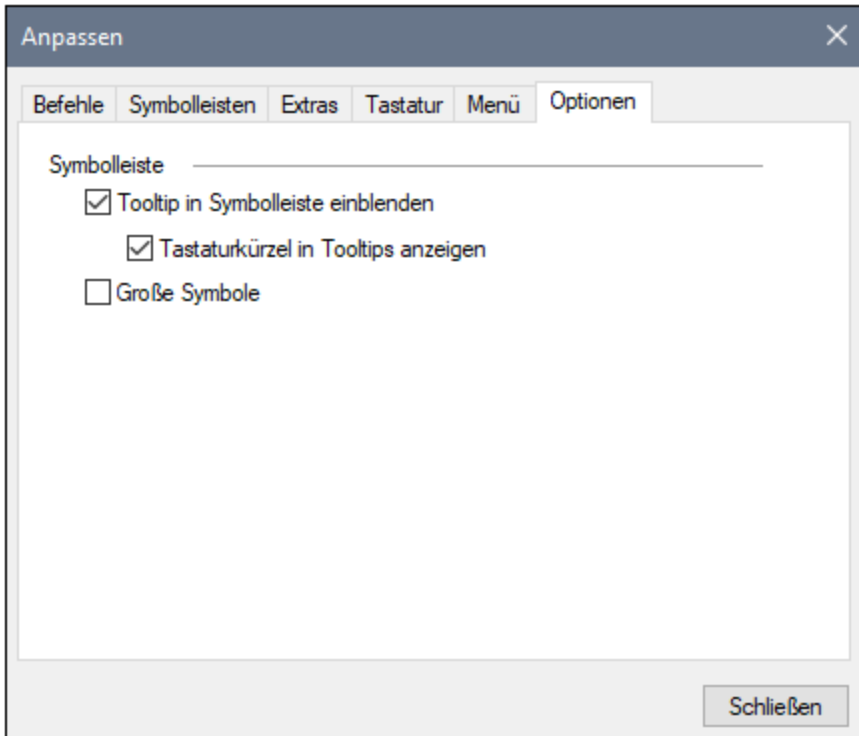 Anpassen
Befehle Symbolleisten Extras Tastatur Menü Optionen
Symbolleiste
Tooltip in Symbolleiste einblenden
Tastaturkürzel in Tooltips anzeigen
Große Symbole
Schließen